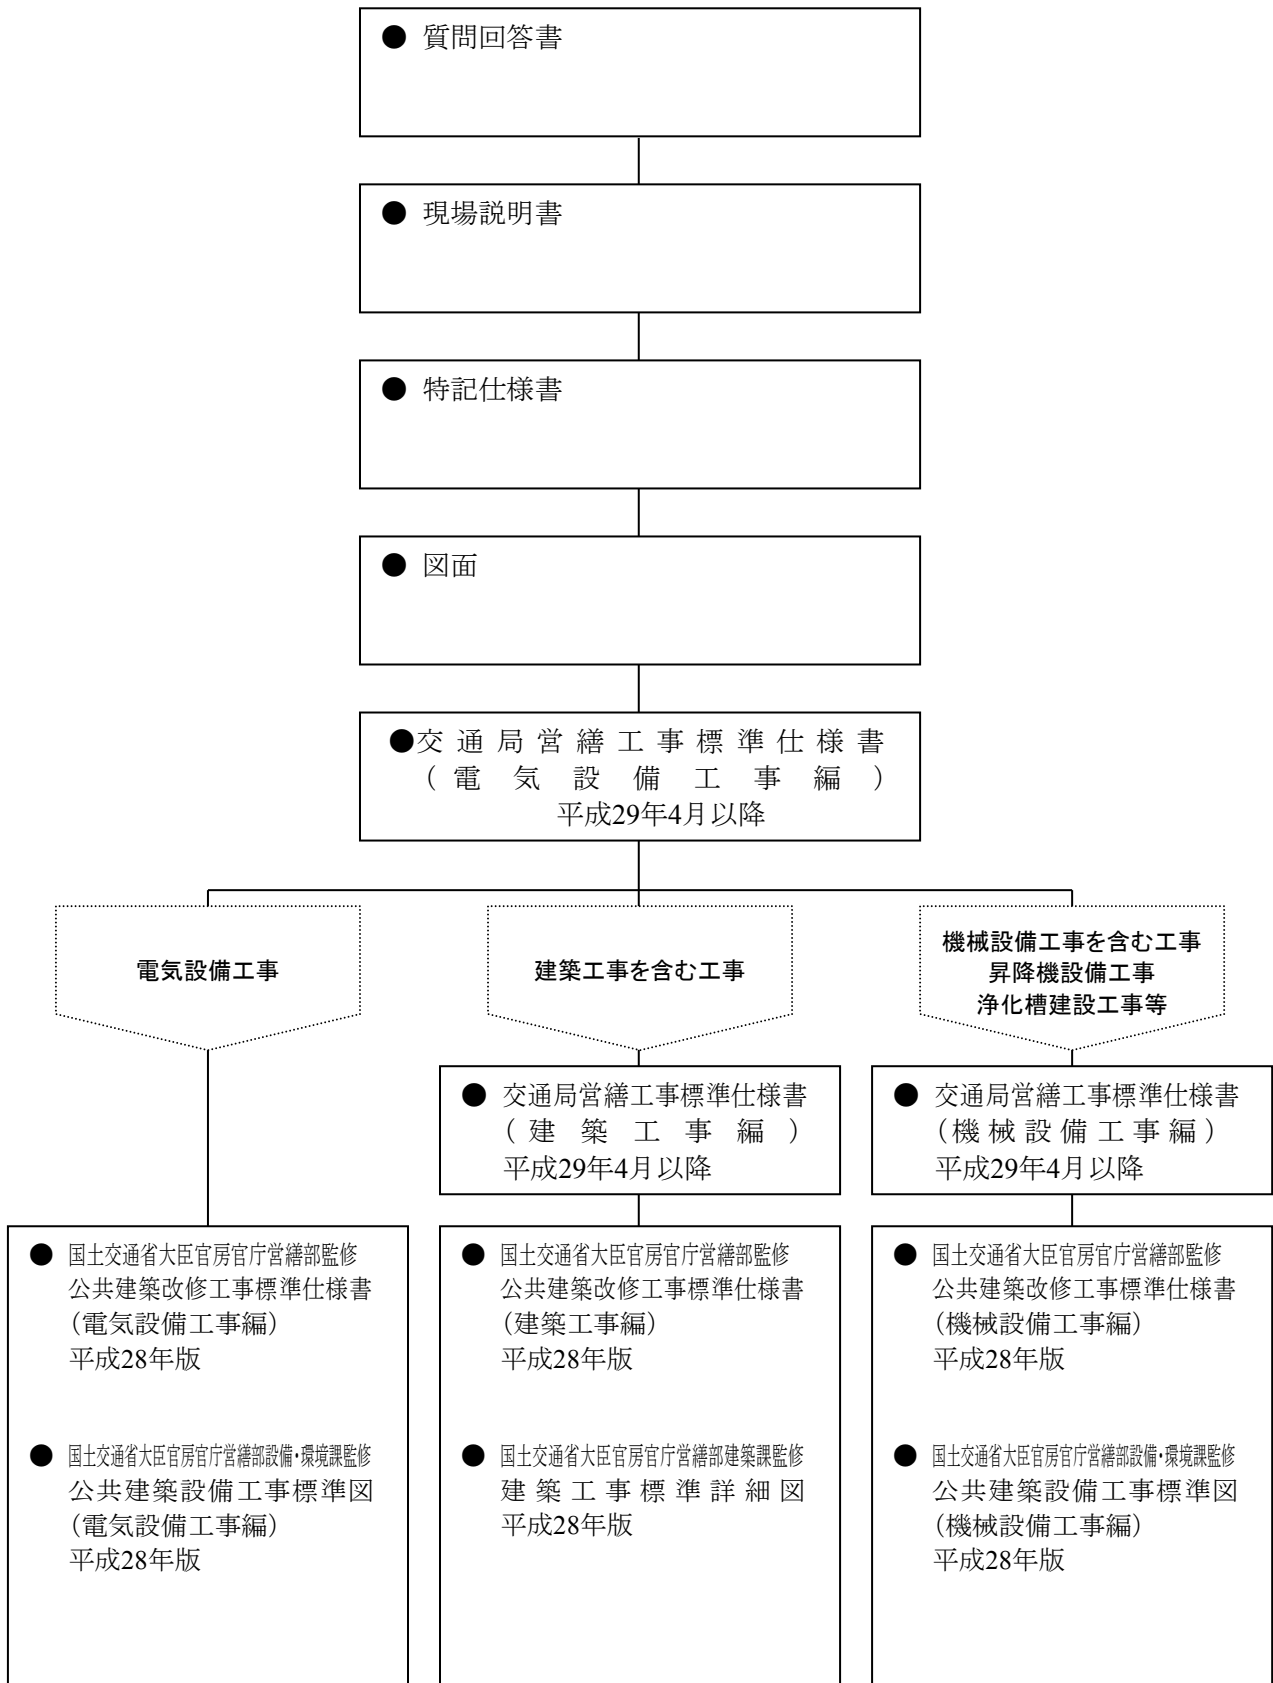 ● 質問回答書
● 現場説明書
● 特記仕様書
● 図面
●交通局営繕工事標準仕様書
（電気設備工事編）
平成29年4月以降
電気設備工事
建築工事を含む工事
機械設備工事を含む工事
昇降機設備工事
浄化槽建設工事等
● 交通局営繕工事標準仕様書
（建築工事編）
平成29年4月以降
● 交通局営繕工事標準仕様書
（機械設備工事編）
平成29年4月以降
● 国土交通省大臣官房官庁営繕部監修
公共建築改修工事標準仕様書
（電気設備工事編）
平成28年版
● 国土交通省大臣官房官庁営繕部設備・環境課監修
公共建築設備工事標準図
（電気設備工事編）
平成28年版
● 国土交通省大臣官房官庁営繕部監修
公共建築改修工事標準仕様書
（建築工事編）
平成28年版
● 国土交通省大臣官房官庁営繕部建築課監修
建築工事標準詳細図
平成28年版
● 国土交通省大臣官房官庁営繕部監修
公共建築改修工事標準仕様書
（機械設備工事編）
平成28年版
● 国土交通省大臣官房官庁営繕部設備・環境課監修
公共建築設備工事標準図
（機械設備工事編）
平成28年版